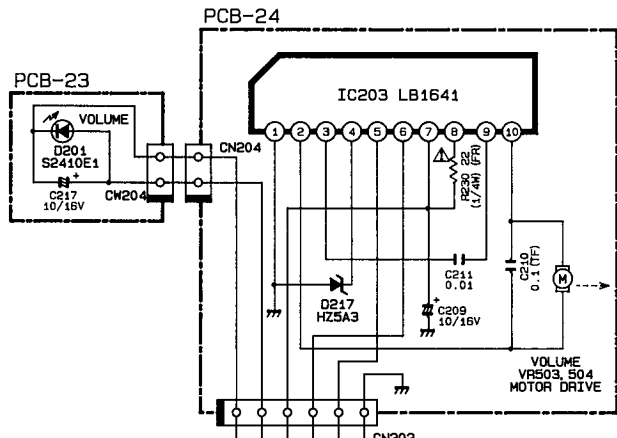 PCB-24
PCB-23
IC203 LB1641
1 2 3 4 5 6 7 8 9 10
VOLUME
D201
S2410E1
C217
10/16V
+
CW204
CN204
R230 22
(1/4W) (FR)
!
C211
0.01
C210
0.1 (TF)
M
D217
HZ5A3
+
C209
10/16V
VOLUME
VR503, 504
MOTOR DRIVE